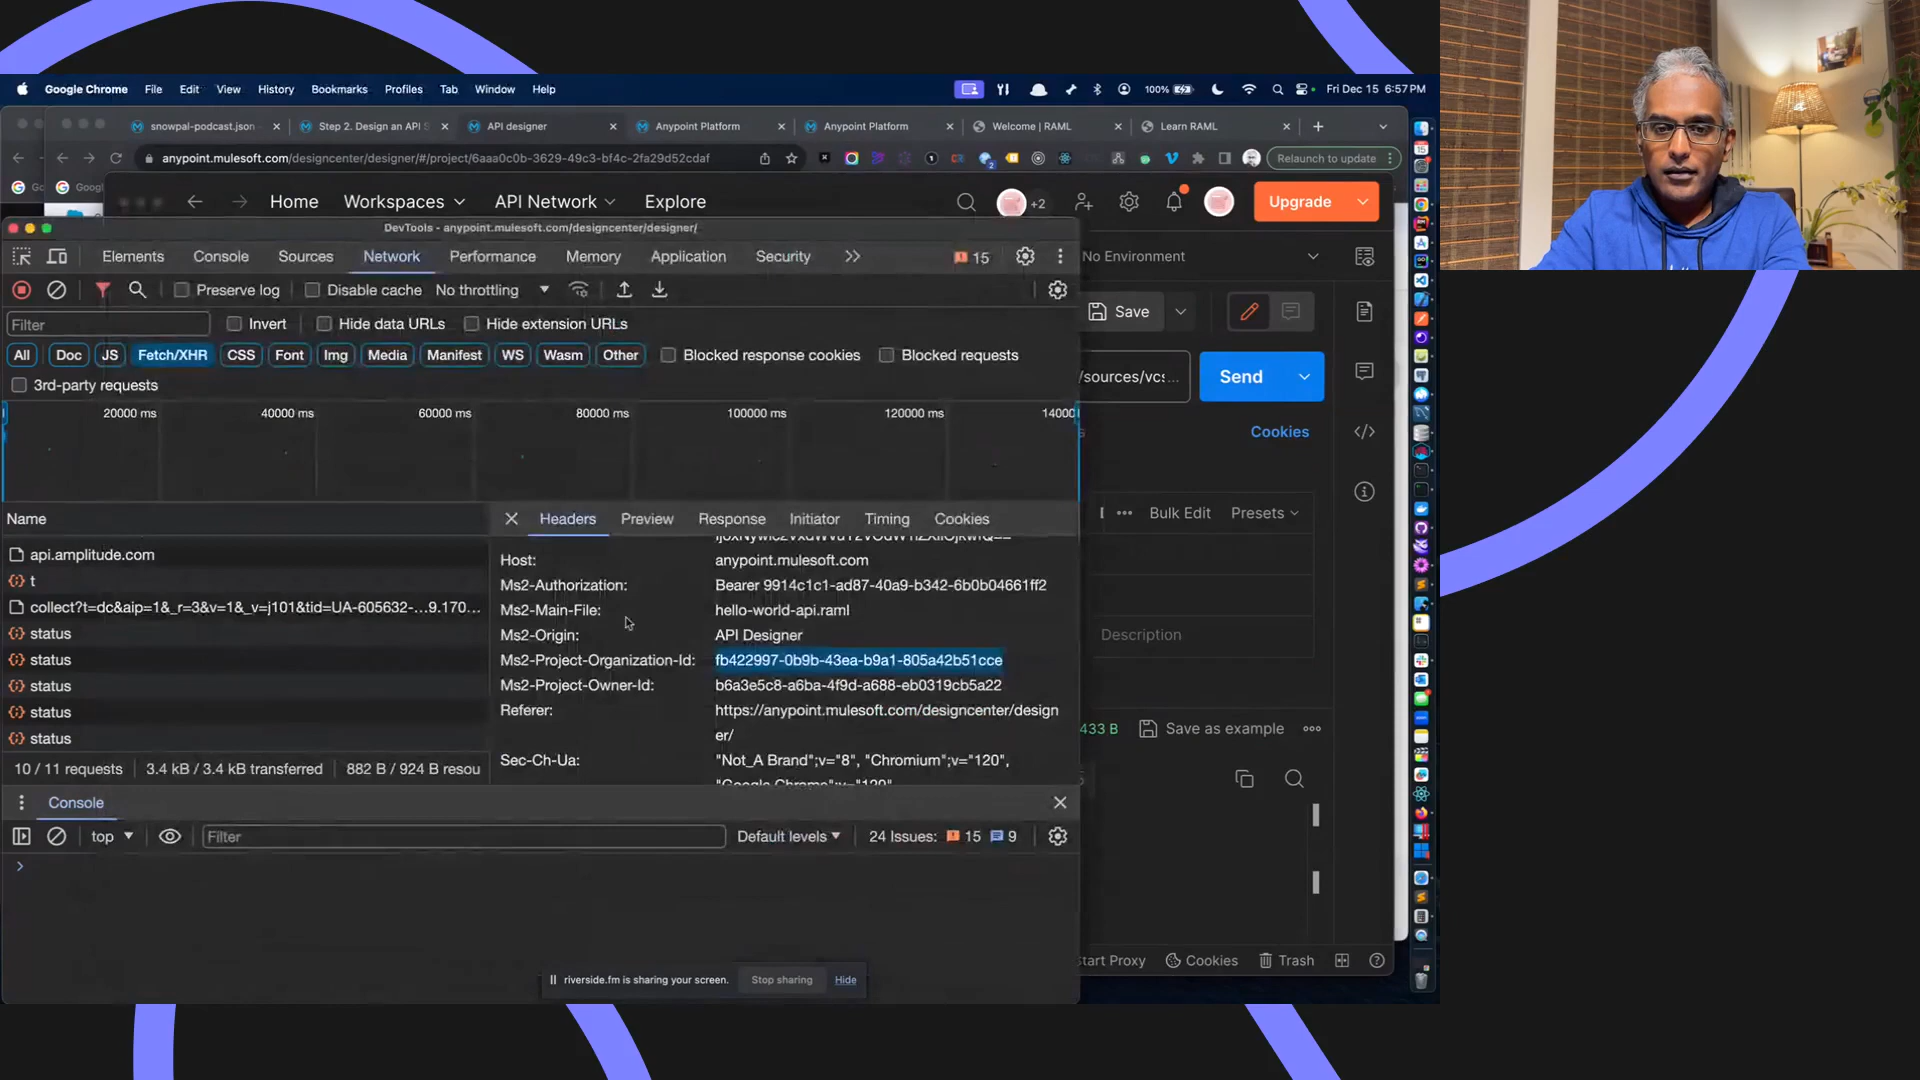 Google Chrome File Edit View History Bookmarks Profiles Tab Window Help 100% Fri Dec 15 6:57 PM
snowpal-podcast.json Step 2. Design an API S API designer Anypoint Platform Anypoint Platform Welcome | RAML Learn RAML
anypoint.mulesoft.com/designcenter/designer/#/project/6aaa0c0b-3629-49c3-bf4c-2fa29d52cdaf Relaunch to update
Home Workspaces API Network Explore +2 Upgrade
DevTools - anypoint.mulesoft.com/designcenter/designer/
Elements Console Sources Network Performance Memory Application Security 15 No Environment
Preserve log Disable cache No throttling
Filter Invert Hide data URLs Hide extension URLs Save
All Doc JS Fetch/XHR CSS Font Img Media Manifest WS Wasm Other Blocked response cookies Blocked requests
/sources/vcs... Send
3rd-party requests
20000 ms 40000 ms 60000 ms 80000 ms 100000 ms 120000 ms 14000
Cookies
Name Headers Preview Response Initiator Timing Cookies
Bulk Edit Presets
api.amplitude.com
t
collect?t=dc&aip=1&_r=3&v=1&_v=j101&tid=UA-605632-...9.170...
status
status
status
status
status
Host: anypoint.mulesoft.com
Ms2-Authorization: Bearer 9914c1c1-ad87-40a9-b342-6b0b04661ff2
Ms2-Main-File: hello-world-api.raml
Ms2-Origin: API Designer
Ms2-Project-Organization-Id: fb422997-0b9b-43ea-b9a1-805a42b51cce
Ms2-Project-Owner-Id: b6a3e5c8-a6ba-4f9d-a688-eb0319cb5a22
Referer: https://anypoint.mulesoft.com/designcenter/design
er/
Sec-Ch-Ua: "Not_A Brand";v="8", "Chromium";v="120",
Description
433 B Save as example
10 / 11 requests 3.4 kB / 3.4 kB transferred 882 B / 924 B resou
Console
top Filter Default levels 24 Issues: 15 9
Start Proxy Cookies Trash
riverside.fm is sharing your screen. Stop sharing Hide